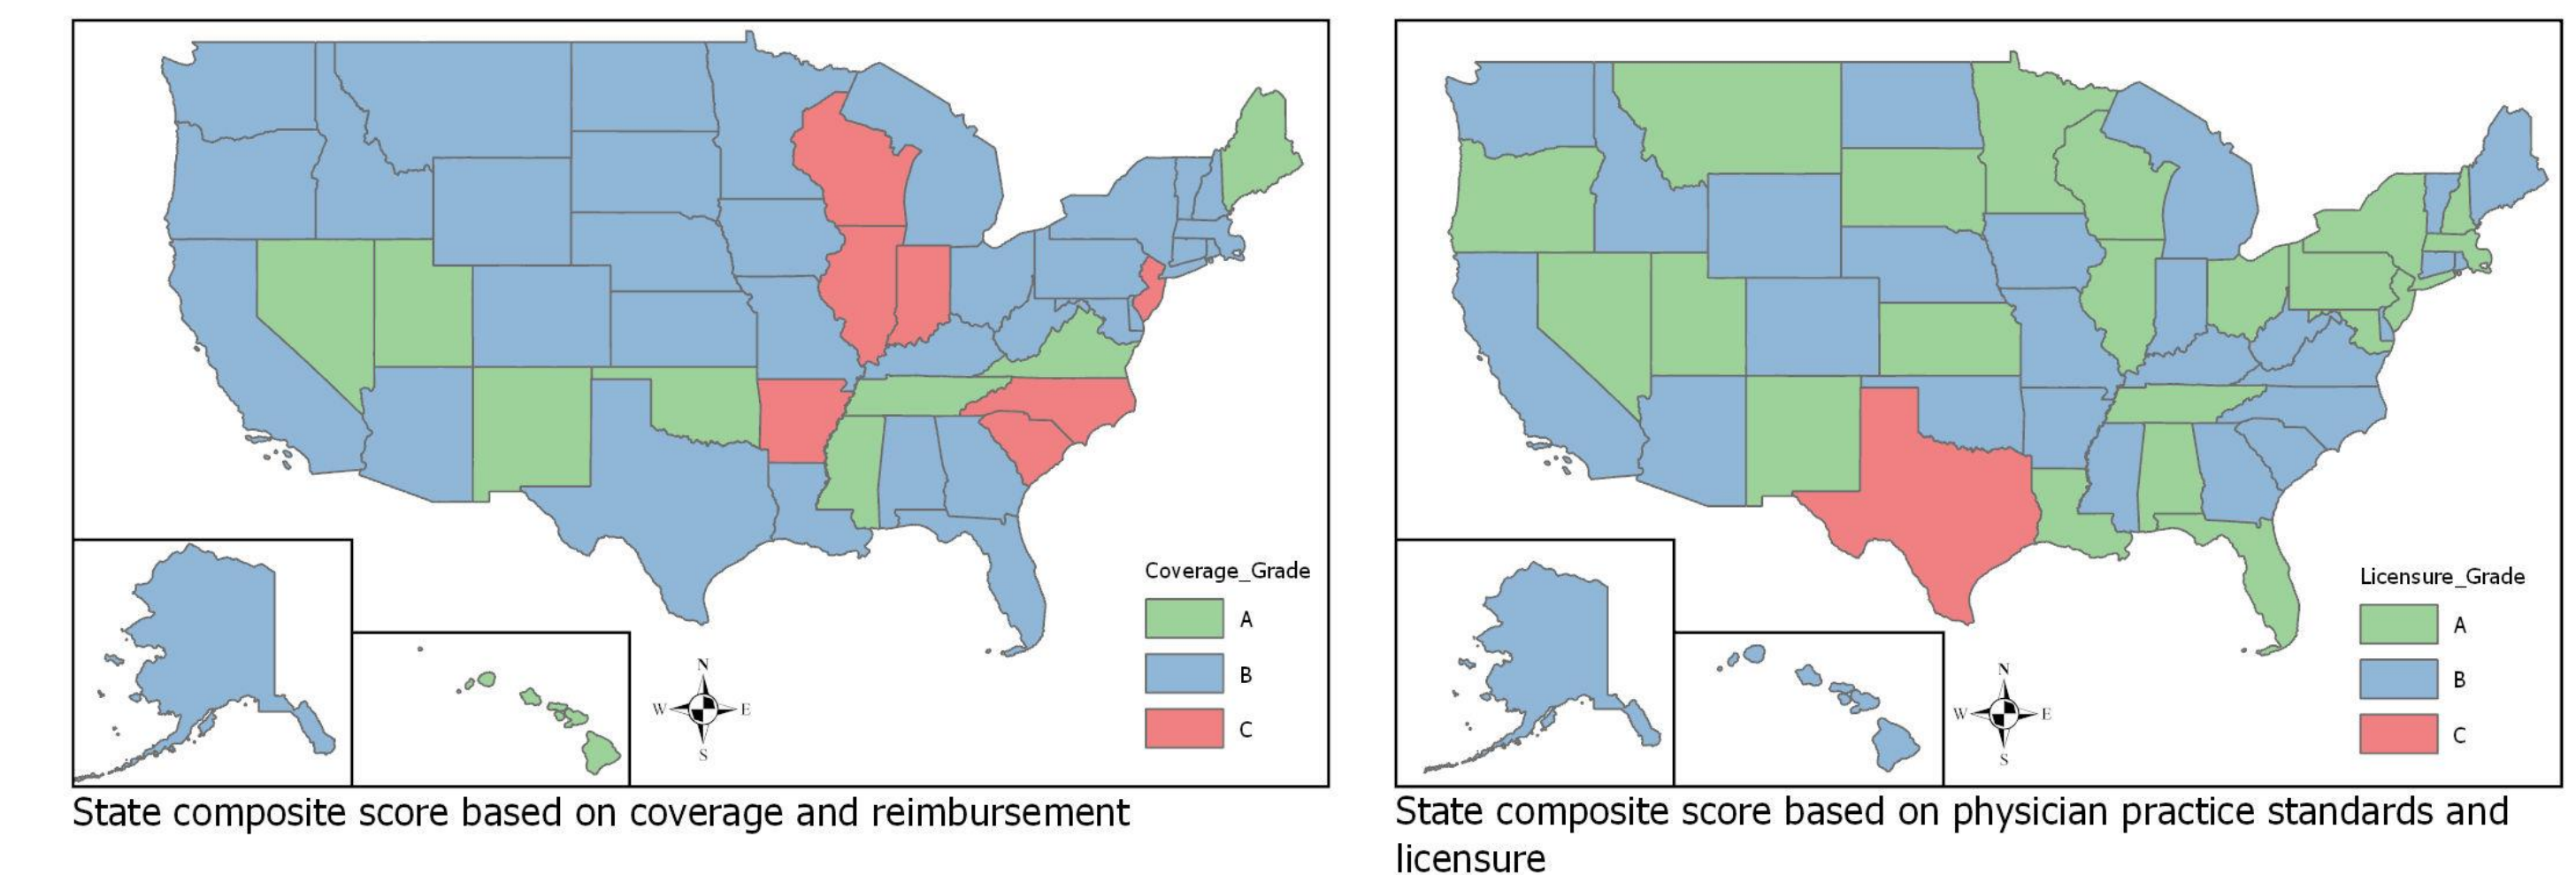 N
W E
S
Coverage_Grade
A
B
C
State composite score based on coverage and reimbursement
N
W E
S
Licensure_Grade
A
B
C
State composite score based on physician practice standards and
licensure